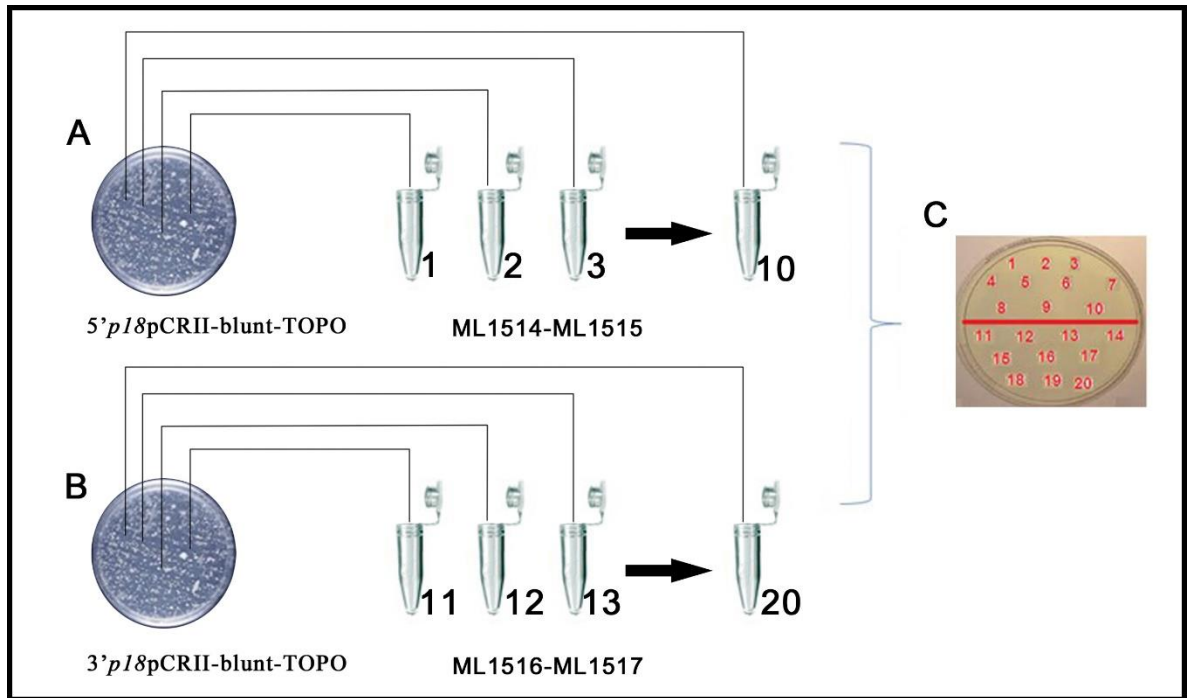 A
1
2
3
10
5'p18pCRII-blunt-TOPO
ML1514-ML1515
B
11
12
13
20
3'p18pCRII-blunt-TOPO
ML1516-ML1517
C
1 2 3
4 5 6 7
8 9 10
11 12 13 14
15 16 17
18 19 20